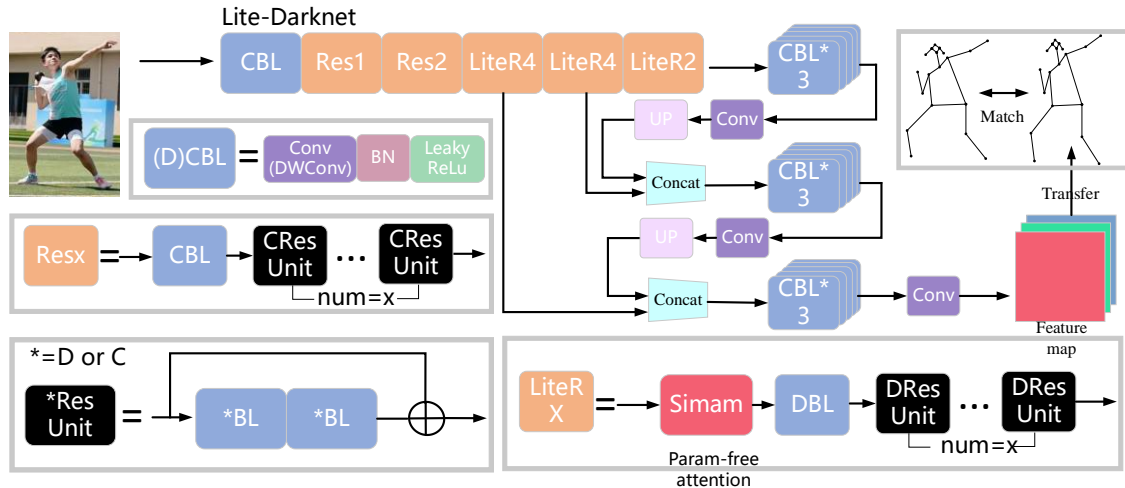 Lite-Darknet
CBL
Res1
Res2
LiteR4
LiteR4
LiteR2
CBL*
3
UP
Conv
Match
(D)CBL
=
Conv
(DWConv)
BN
Leaky
ReLu
Concat
CBL*
3
Transfer
UP
Conv
Resx
=
CBL
CRes
Unit
...
CRes
Unit
num=x
Concat
CBL*
3
Conv
Feature
map
*=D or C
*Res
Unit
=
*BL
*BL
LiteR
X
=
Simam
DBL
DRes
Unit
...
DRes
Unit
num=x
Param-free
attention